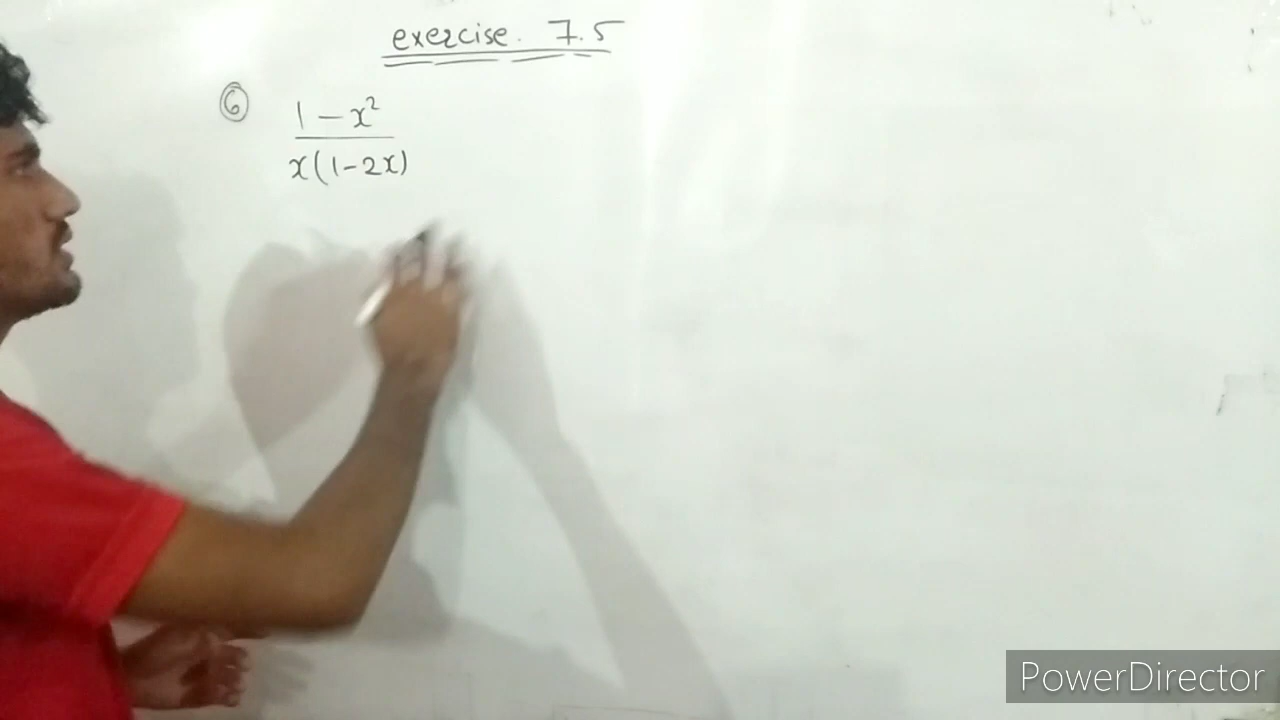 exercise. 7.5
⑥ 1 - x²
x(1-2x)
PowerDirector